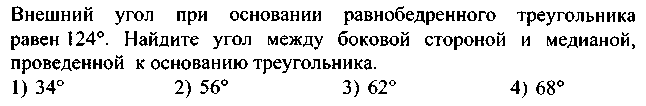 Внешний угол при основании равнобедренного треугольника
равен 124°. Найдите угол между боковой стороной и медианой,
проведенной к основанию треугольника.
1) 34° 2) 56° 3) 62° 4) 68°